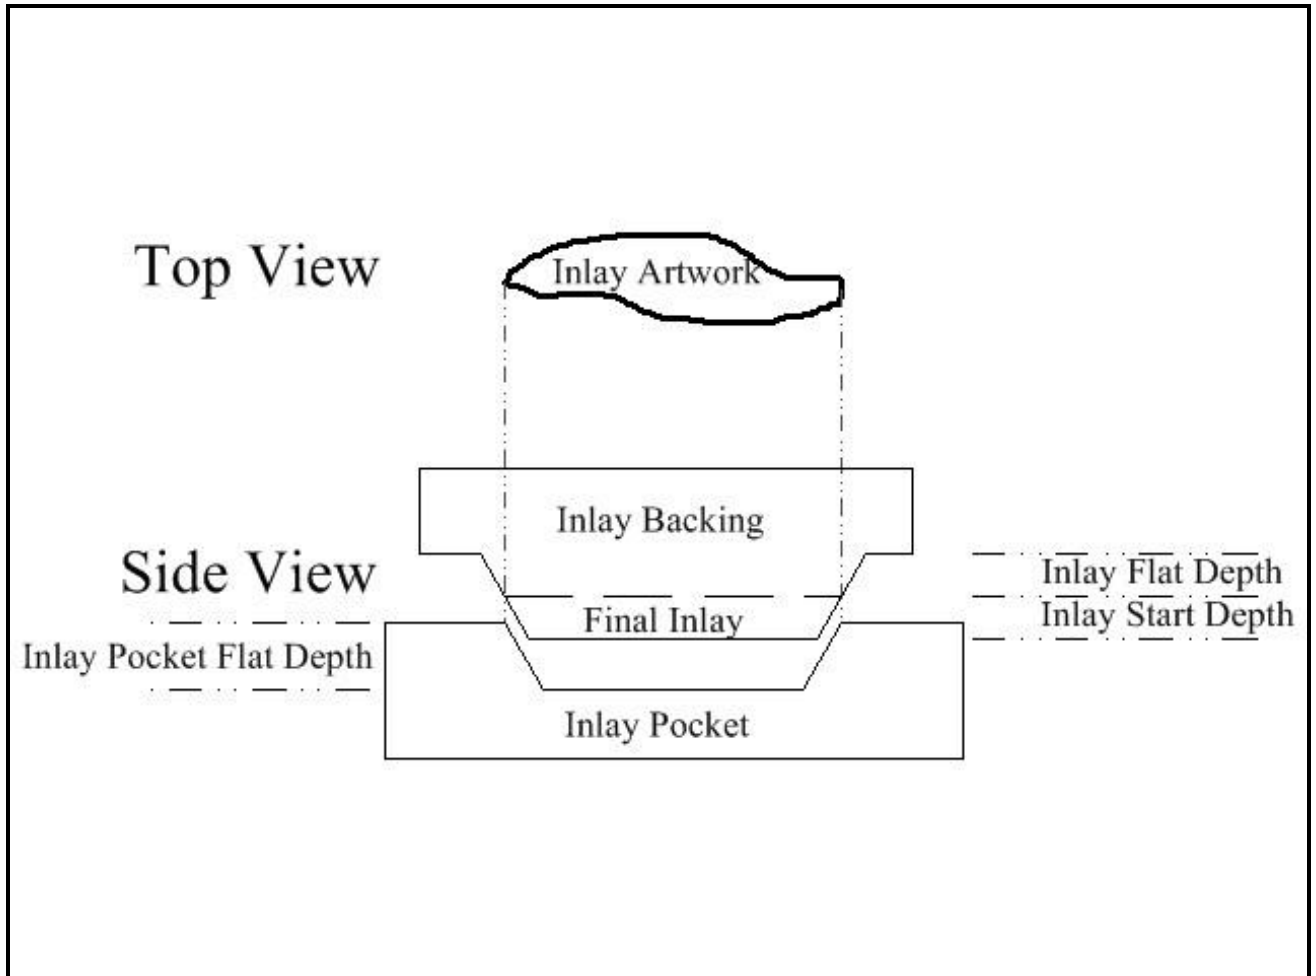 Top View
Inlay Artwork
Inlay Backing
Side View
Inlay Flat Depth
Final Inlay
Inlay Start Depth
Inlay Pocket Flat Depth
Inlay Pocket